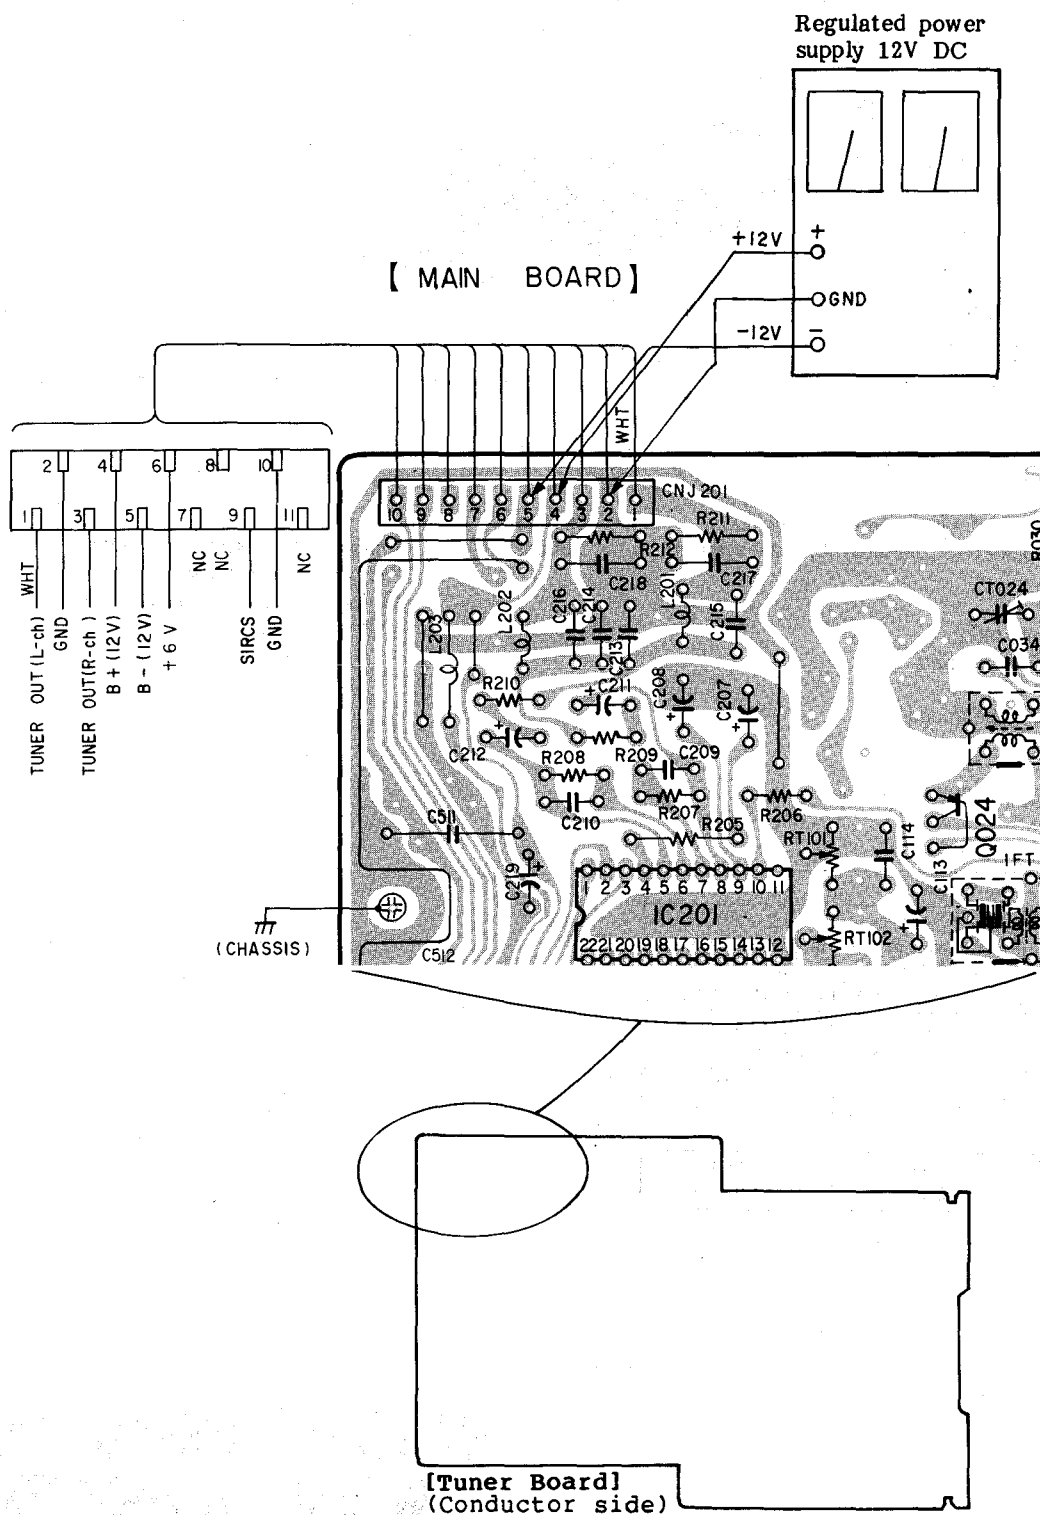 Regulated power
supply 12V DC
+
+12V
GND
-12V
−
【 MAIN BOARD】
WHT
CNJ201
10 9 8 7 6 5 4 3 2 1
2 4 6 8 10
1 3 5 7 9 11
WHT
TUNER OUT(L-ch)
GND
TUNER OUT(R-ch )
B+(12V)
B-(12V)
+6V
NC
NC
SIRCS
GND
NC
R211
R212
C217
C218
R030
CT024
C034
L203
L202
C216
C214
C213
L201
C215
R210
C211
C208
C207
C212
R208
R209
C209
C210
R207
R205
R206
C511
RT101
C114
C113
Q024
IFT
C219
1 2 3 4 5 6 7 8 9 10 11
IC201
22 21 20 19 18 17 16 15 14 13 12
RT102
(CHASSIS)
C512
[Tuner Board]
(Conductor side)